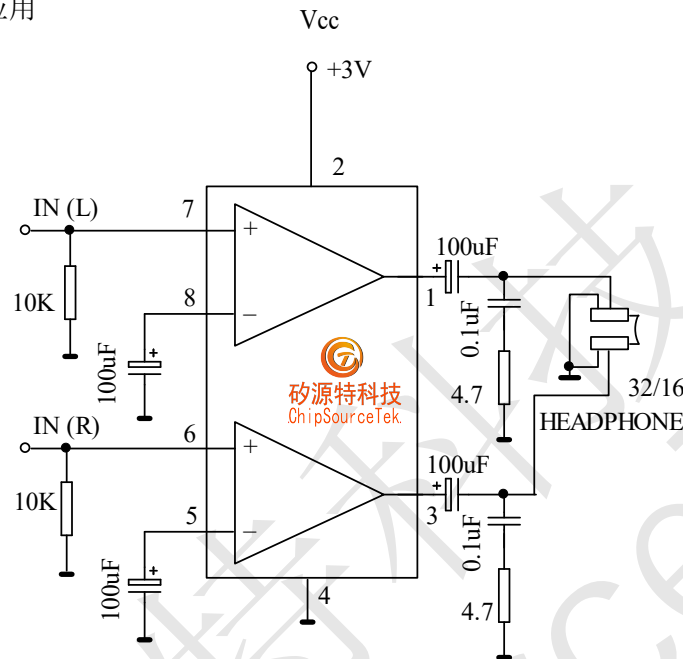 应用
Vcc
+3V
2
IN (L)
7
+
100uF
+
1
10K
8
−
0.1uF
100uF
+
4.7
矽源特科技
ChipSourceTek.
32/16
HEADPHONE
IN (R)
6
+
100uF
+
3
10K
5
−
0.1uF
100uF
+
4
4.7